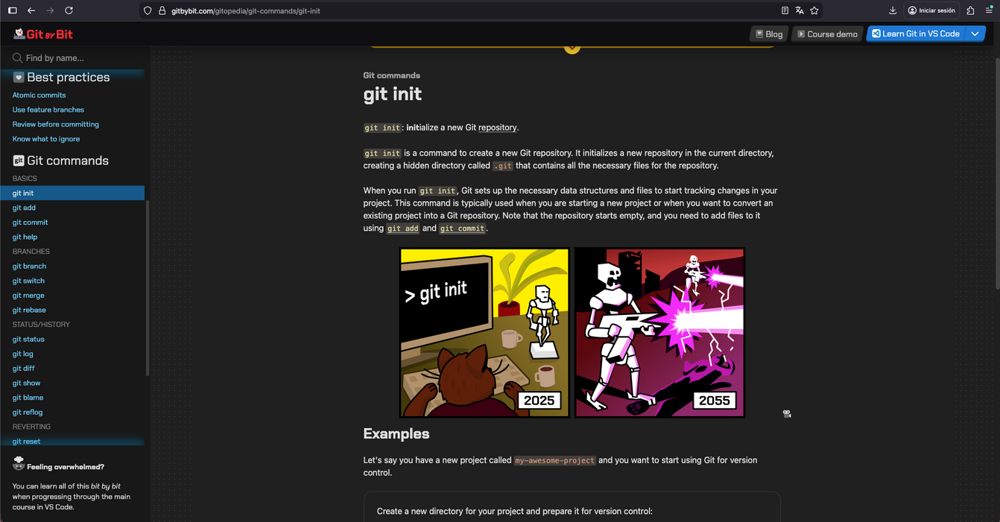 gitbybit.com/gitopedia/git-commands/git-init
Iniciar sesión
Git BY Bit
Blog
Course demo
Learn Git in VS Code
Find by name...
Best practices
Atomic commits
Use feature branches
Review before committing
Know what to ignore
git Git commands
BASICS
git init
git add
git commit
git help
BRANCHES
git branch
git switch
git merge
git rebase
STATUS/HISTORY
git status
git log
git diff
git show
git blame
git reflog
REVERTING
git reset
Feeling overwhelmed?
You can learn all of this bit by bit
when progressing through the main
course in VS Code.
Git commands
git init
git init: initialize a new Git repository.
git init is a command to create a new Git repository. It initializes a new repository in the current directory,
creating a hidden directory called .git that contains all the necessary files for the repository.
When you run git init, Git sets up the necessary data structures and files to start tracking changes in your
project. This command is typically used when you are starting a new project or when you want to convert an
existing project into a Git repository. Note that the repository starts empty, and you need to add files to it
using git add and git commit.
> git init
2025
2055
Examples
Let's say you have a new project called my-awesome-project and you want to start using Git for version
control.
Create a new directory for your project and prepare it for version control: